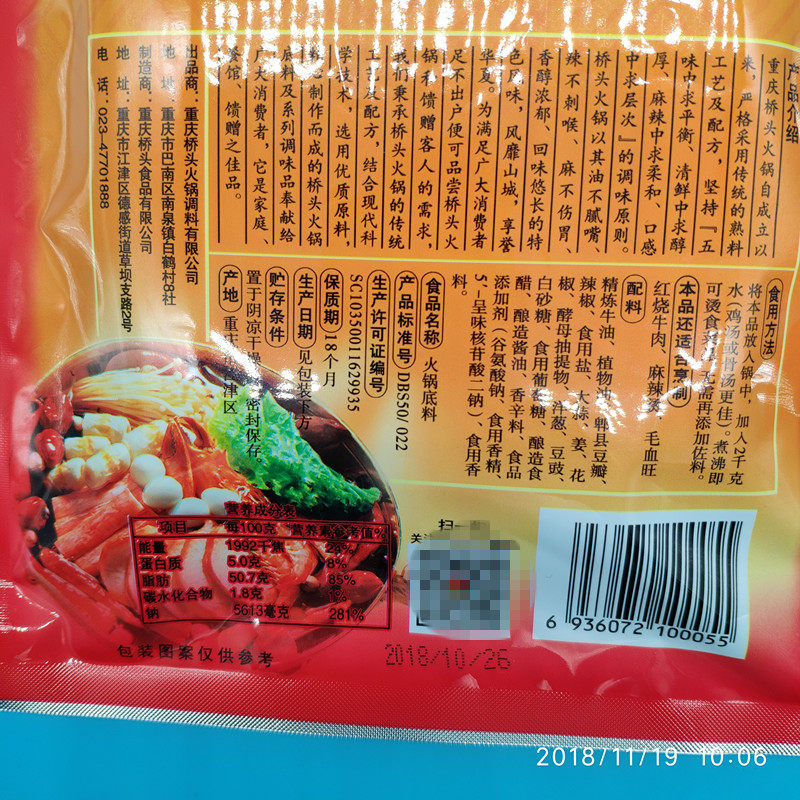 产品介绍
重庆桥头火锅自成立以
来，严格采用传统的熟料
工艺及配方，坚持『五
味中求平衡、清鲜中求醇
厚、麻辣中求柔和、口感
中求层次』的调味原则。
桥头火锅以其油不腻嘴、
辣不刺喉、麻不伤胃、
香醇浓郁、回味悠长的特
色风味，风靡山城，享誉
华夏。为满足广大消费者
足不出户便可品尝桥头火
锅和馈赠客人的需求，
我们秉承桥头火锅的传统
工艺及配方，结合现代科
学技术，选用优质原料，
精心制作而成的桥头火锅
底料及系列调味品奉献给
广大消费者，它是家庭、
餐馆、馈赠之佳品。
出品商：重庆桥头火锅调料有限公司
地 址：重庆市巴南区南泉镇白鹤村8社
制造商：重庆桥头食品有限公司
地 址：重庆市江津区德感街道草坝支路2号
电 话：023-47701888
食用方法
将本品放入锅中，加入2千克
水（鸡汤或骨汤更佳）。煮沸即
可烫食菜品，无需再添加佐料。
本品还适合烹制
红烧牛肉、麻辣烫、毛血旺
配料
精炼牛油、植物油、郫县豆瓣、
辣椒、食用盐、大蒜、姜、花
椒、酵母抽提物、洋葱、豆豉、
白砂糖、食用葡萄糖、酿造食
醋、酿造酱油、香辛料、食品
添加剂（谷氨酸钠、食用香精、
5'-呈味核苷酸二钠）、食用香
料。
食品名称 火锅底料
产品标准号 DBS50/022
生产许可证编号
SC10350011629935
保质期 18个月
生产日期 见包装下方
贮存条件
置于阴凉干燥处，密封保存。
产地 重庆市江津区
营养成分表
项目 每100克 营养素参考值%
能量 1992千焦 24%
蛋白质 5.0克 8%
脂肪 50.7克 85%
碳水化合物 1.8克 1%
钠 5613毫克 281%
包装图案仅供参考
扫一
关
2018/10/26
6 936072 100055
2018/11/19 10:06